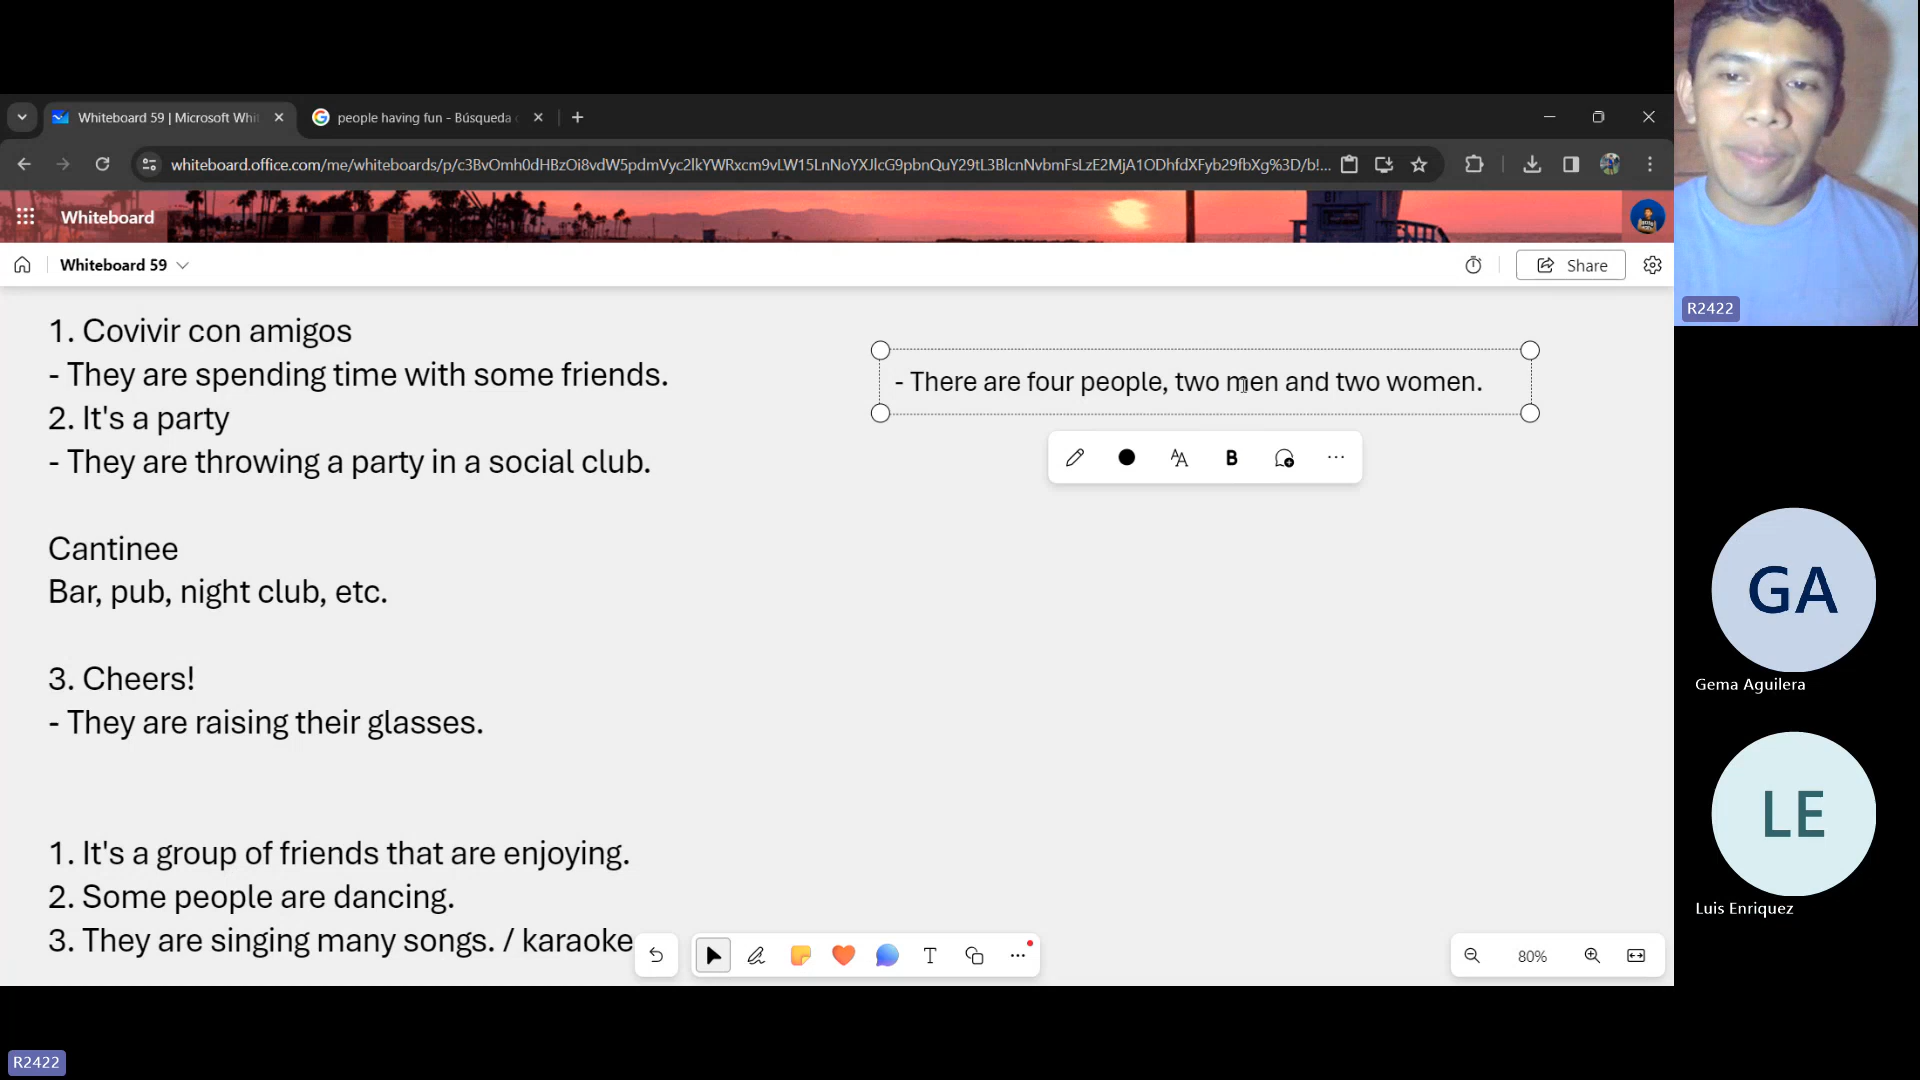 Whiteboard 59 | Microsoft Whit
people having fun - Búsqueda
whiteboard.office.com/me/whiteboards/p/
Whiteboard
Whiteboard 59
Share
1. Covivir con amigos
- They are spending time with some friends.
2. It's a party
- They are throwing a party in a social club.
Cantinee
Bar, pub, night club, etc.
3. Cheers!
- They are raising their glasses.
1. It's a group of friends that are enjoying.
2. Some people are dancing.
3. They are singing many songs. / karaoke
- There are four people, two men and two women.
B
80%
R2422
GA
Gema Aguilera
LE
Luis Enriquez
R2422